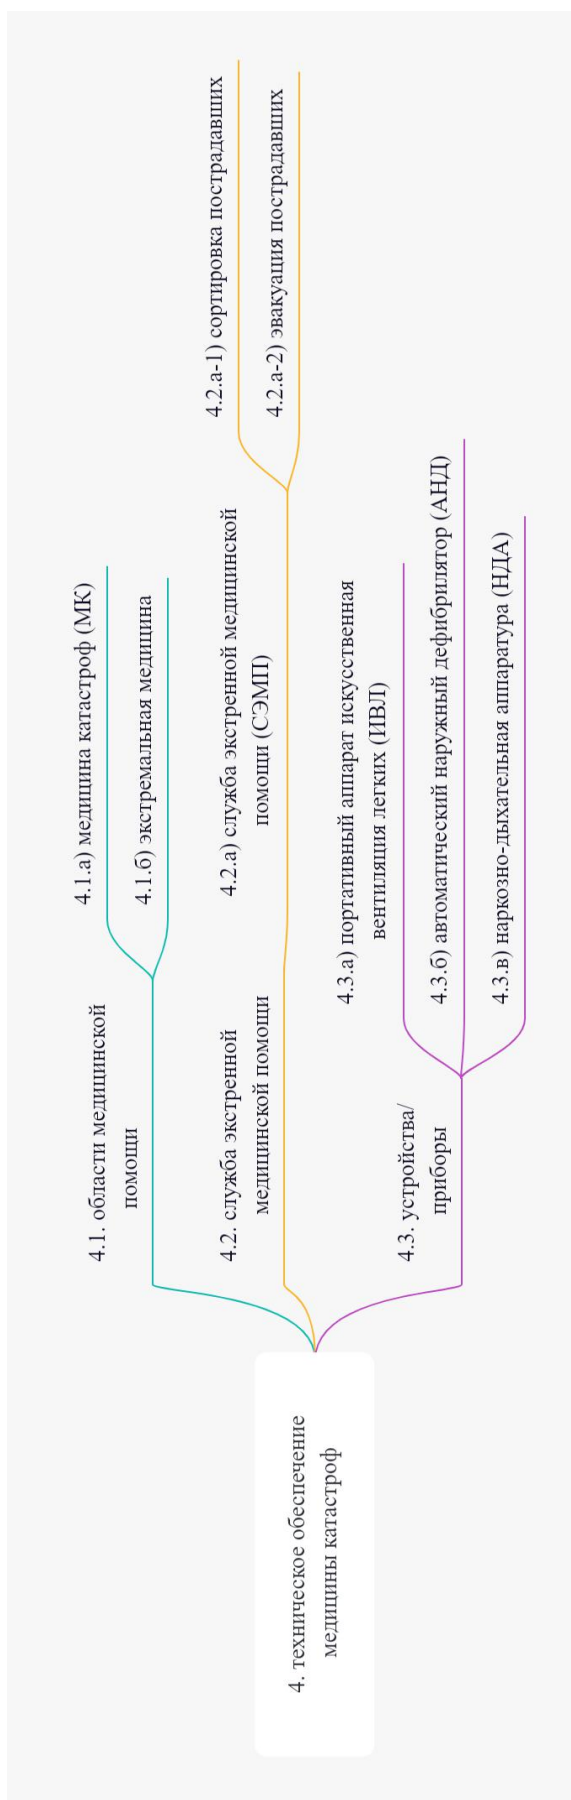 4. техническое обеспечение
медицины катастроф
4.1. области медицинской
помощи
4.1.а) медицина катастроф (МК)
4.1.б) экстремальная медицина
4.2. служба экстренной
медицинской помощи
4.2.а) служба экстренной медицинской
помощи (СЭМП)
4.2.а-1) сортировка пострадавших
4.2.а-2) эвакуация пострадавших
4.3. устройства/
приборы
4.3.а) портативный аппарат искусственная
вентиляция легких (ИВЛ)
4.3.б) автоматический наружный дефибрилятор (АНД)
4.3.в) наркозно-дыхательная аппаратура (НДА)